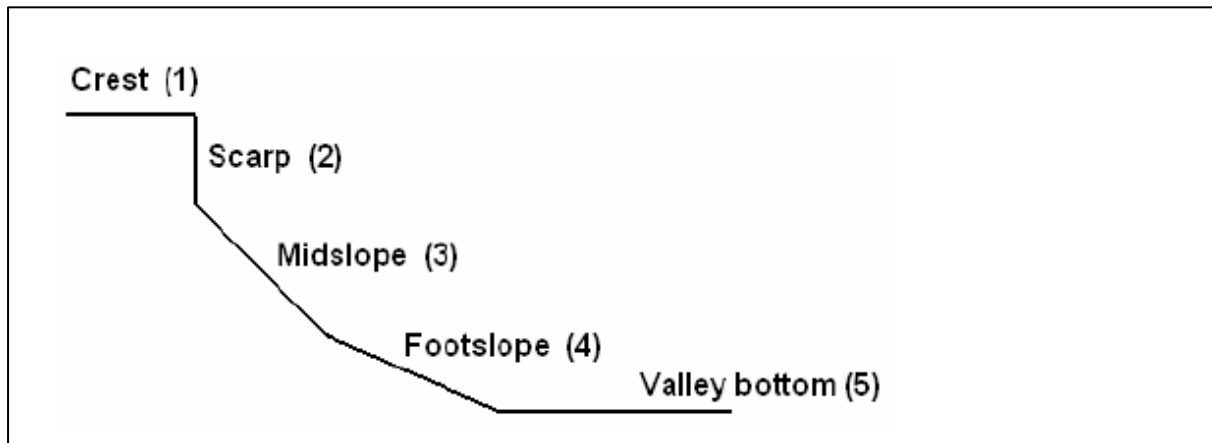 Crest (1)
Scarp (2)
Midslope (3)
Footslope (4)
Valley bottom (5)